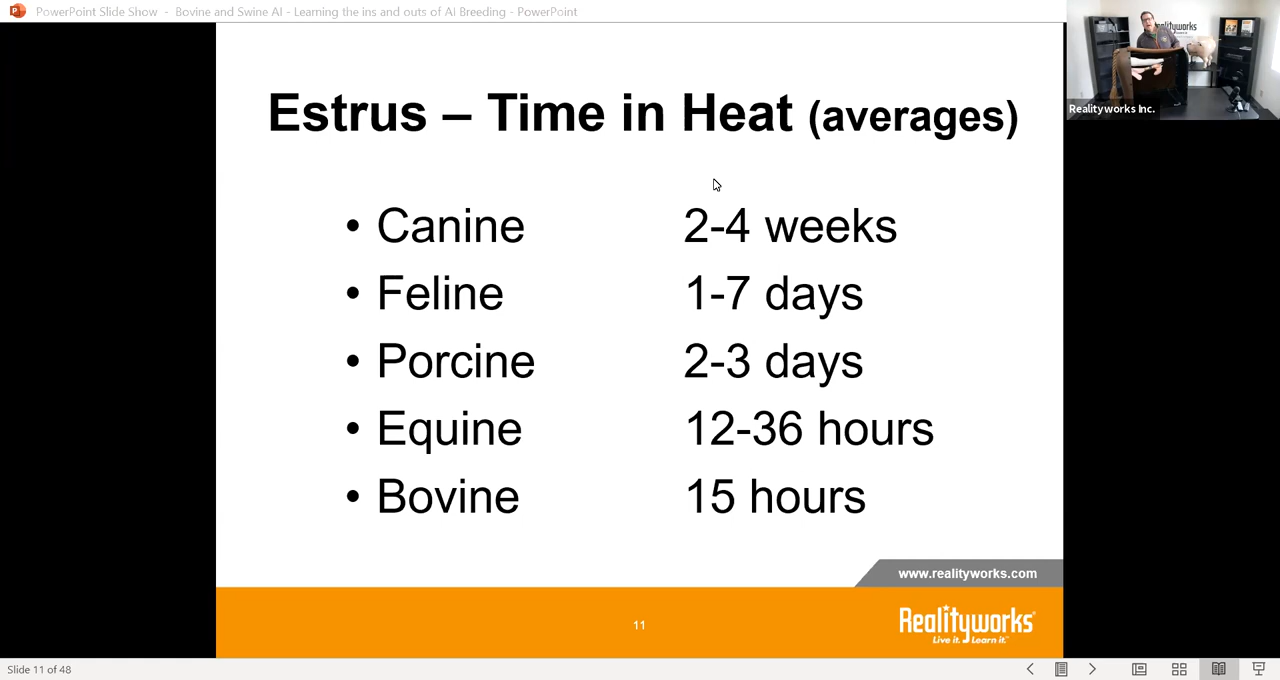 PowerPoint Slide Show - Bovine and Swine AI - Learning the ins and outs of AI Breeding - PowerPoint
Realityworks
Realityworks Inc.
Estrus – Time in Heat (averages)
• Canine 2-4 weeks
• Feline 1-7 days
• Porcine 2-3 days
• Equine 12-36 hours
• Bovine 15 hours
www.realityworks.com
11
Realityworks
Live it. Learn it.
Slide 11 of 48